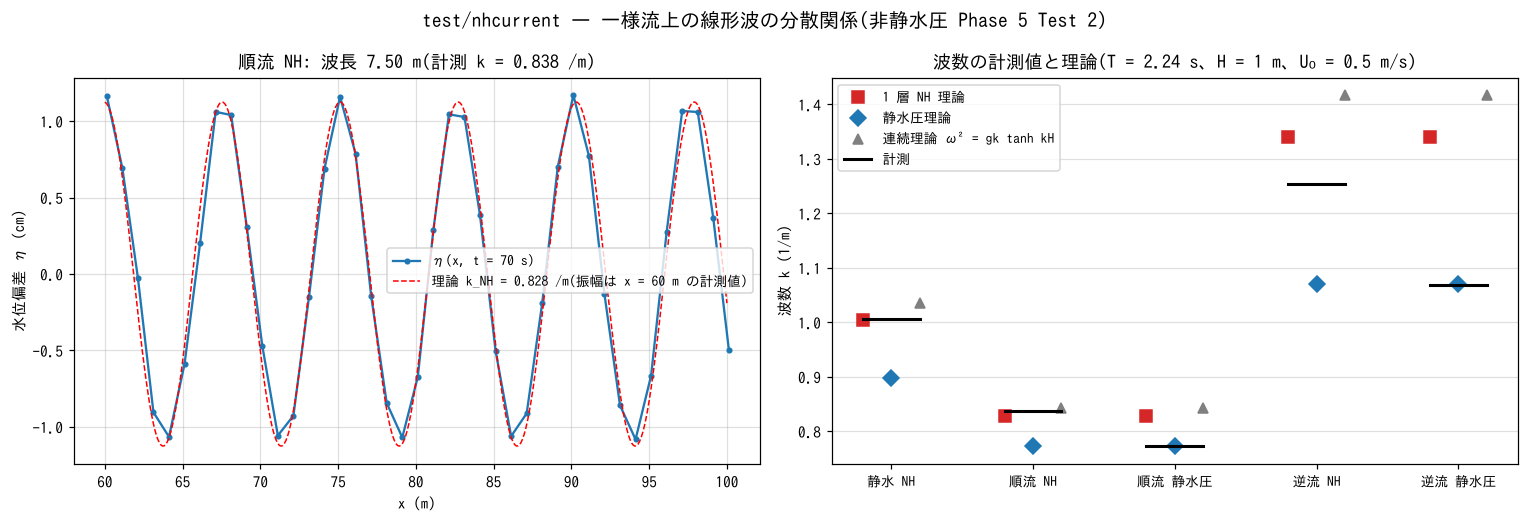 test/nhcurrent — 一様流上の線形波の分散関係(非静水圧 Phase 5 Test 2)
順流 NH: 波長 7.50 m(計測 k = 0.838 /m)
水位偏差 η (cm)
1.0
0.5
0.0
−0.5
−1.0
η(x, t = 70 s)
理論 k_NH = 0.828 /m(振幅は x = 60 m の計測値)
60
65
70
75
80
85
90
95
100
x (m)
波数の計測値と理論(T = 2.24 s、H = 1 m、U₀ = 0.5 m/s)
波数 k (1/m)
1.4
1.3
1.2
1.1
1.0
0.9
0.8
1 層 NH 理論
静水圧理論
連続理論 ω² = gk tanh kH
計測
静水 NH
順流 NH
順流 静水圧
逆流 NH
逆流 静水圧